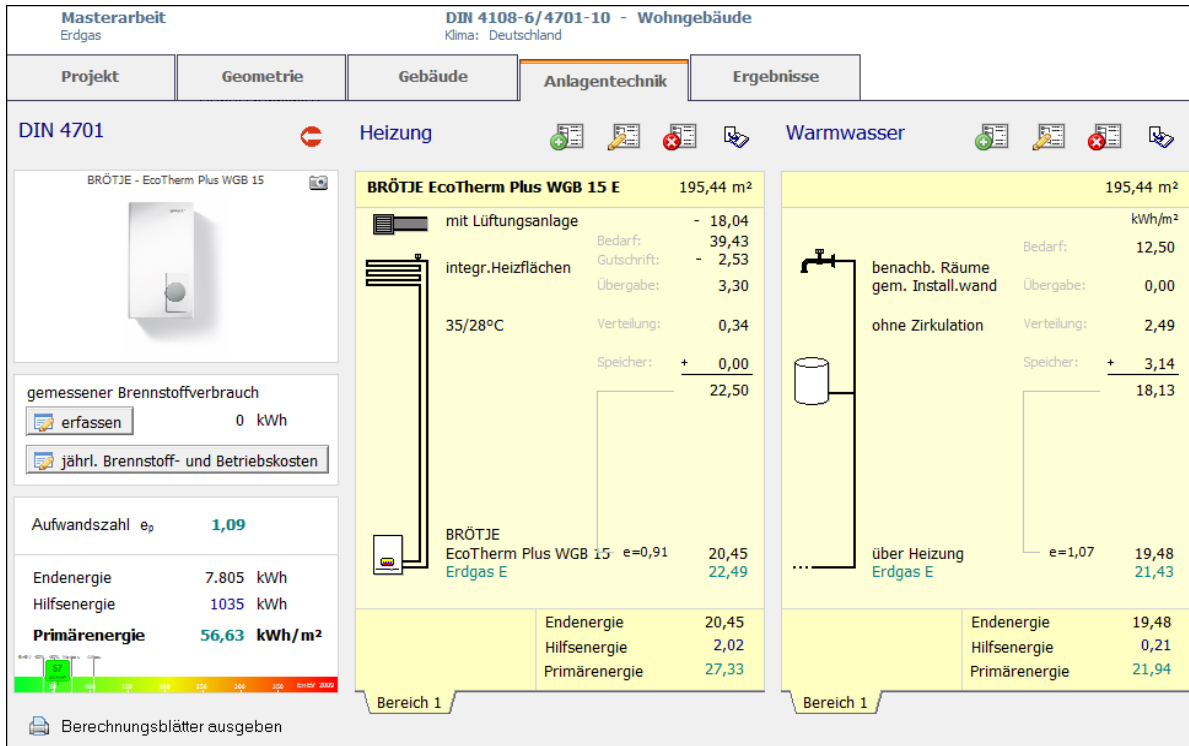 Masterarbeit
Erdgas
DIN 4108-6/4701-10 - Wohngebäude
Klima: Deutschland
Projekt
Geometrie
Gebäude
Anlagentechnik
Ergebnisse
DIN 4701
BRÖTJE - EcoTherm Plus WGB 15
gemessener Brennstoffverbrauch
erfassen 0 kWh
jährl. Brennstoff- und Betriebskosten
Aufwandszahl ep 1,09
Endenergie 7.805 kWh
Hilfsenergie 1035 kWh
Primärenergie 56,63 kWh/m²
57
EnEV 2009
Berechnungsblätter ausgeben
Heizung
BRÖTJE EcoTherm Plus WGB 15 E 195,44 m²
mit Lüftungsanlage - 18,04
Bedarf: 39,43
Gutschrift: - 2,53
integr.Heizflächen
Übergabe: 3,30
35/28°C Verteilung: 0,34
Speicher: + 0,00
22,50
BRÖTJE
EcoTherm Plus WGB 15 e=0,91 20,45
Erdgas E 22,49
Endenergie 20,45
Hilfsenergie 2,02
Primärenergie 27,33
Bereich 1
Warmwasser
195,44 m²
kWh/m²
Bedarf: 12,50
benachb. Räume
gem. Install.wand Übergabe: 0,00
ohne Zirkulation Verteilung: 2,49
Speicher: + 3,14
18,13
über Heizung e=1,07 19,48
Erdgas E 21,43
Endenergie 19,48
Hilfsenergie 0,21
Primärenergie 21,94
Bereich 1